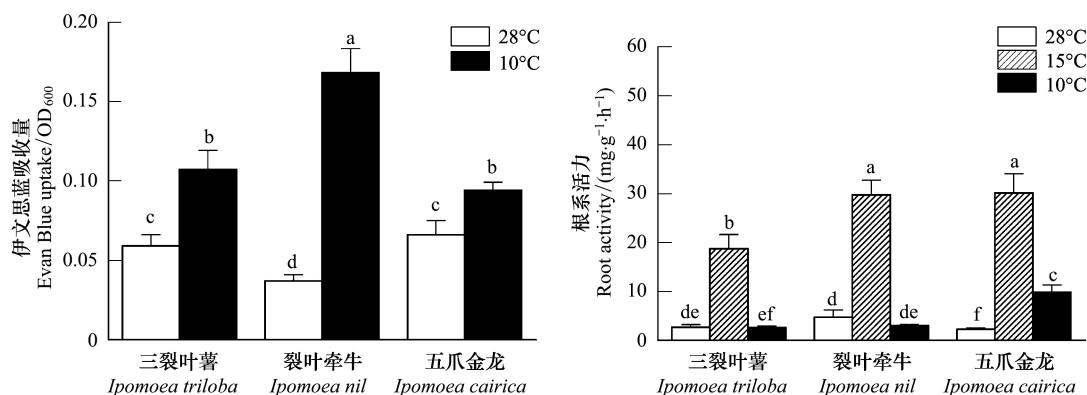 0.20
0.15
0.10
0.05
0
伊文思蓝吸收量
Evan Blue uptake/OD600
28°C
10°C
c
b
d
a
c
b
三裂叶薯
裂叶牵牛
五爪金龙
Ipomoea triloba
Ipomoea nil
Ipomoea cairica
60
50
40
30
20
10
0
根系活力
Root activity/(mg·g⁻¹·h⁻¹)
28°C
15°C
10°C
de
b
ef
d
a
de
f
a
c
三裂叶薯
裂叶牵牛
五爪金龙
Ipomoea triloba
Ipomoea nil
Ipomoea cairica